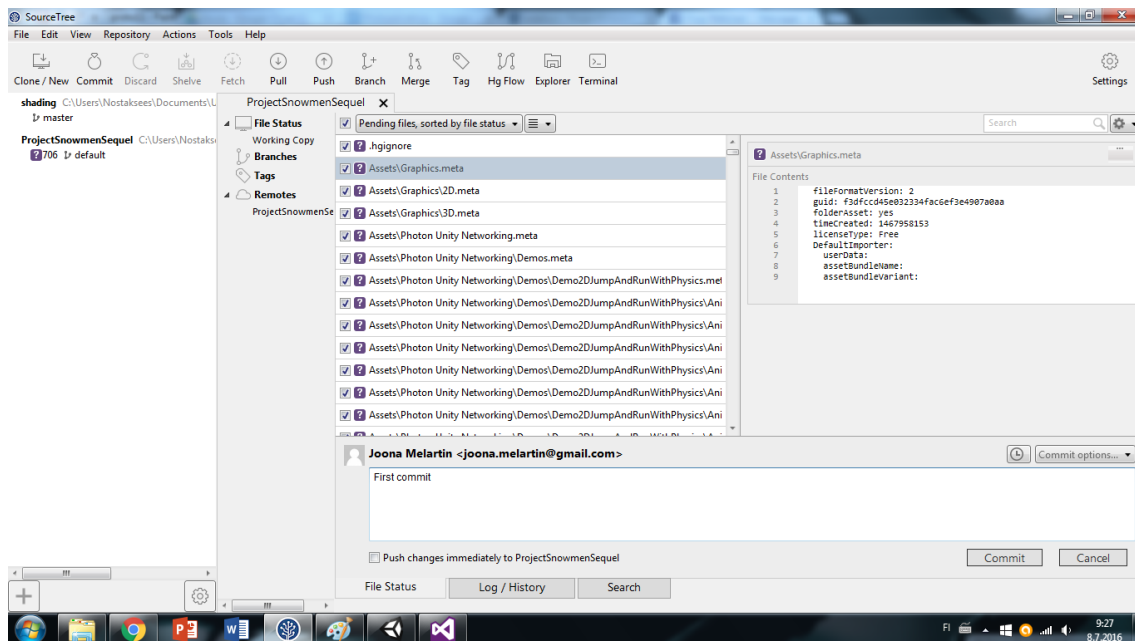 SourceTree
File Edit View Repository Actions Tools Help
Clone / New Commit Discard Shelve Fetch Pull Push Branch Merge Tag Hg Flow Explorer Terminal Settings
shading C:\Users\Nostaksees\Documents\L
master
ProjectSnowmenSequel C:\Users\Nostakse
706 default
ProjectSnowmenSequel
File Status
Working Copy
Branches
Tags
Remotes
ProjectSnowmenSe
Pending files, sorted by file status
Search
.hgignore
Assets\Graphics.meta
Assets\Graphics\2D.meta
Assets\Graphics\3D.meta
Assets\Photon Unity Networking.meta
Assets\Photon Unity Networking\Demos.meta
Assets\Photon Unity Networking\Demos\Demo2DJumpAndRunWithPhysics.met
Assets\Photon Unity Networking\Demos\Demo2DJumpAndRunWithPhysics\Ani
Assets\Photon Unity Networking\Demos\Demo2DJumpAndRunWithPhysics\Ani
Assets\Photon Unity Networking\Demos\Demo2DJumpAndRunWithPhysics\Ani
Assets\Photon Unity Networking\Demos\Demo2DJumpAndRunWithPhysics\Ani
Assets\Photon Unity Networking\Demos\Demo2DJumpAndRunWithPhysics\Ani
Assets\Photon Unity Networking\Demos\Demo2DJumpAndRunWithPhysics\Ani
Assets\Graphics.meta
File Contents
1 fileFormatVersion: 2
2 guid: f3dfccd45e032334fac6ef3e4907a0aa
3 folderAsset: yes
4 timeCreated: 1467958153
5 licenseType: Free
6 DefaultImporter:
7 userData:
8 assetBundleName:
9 assetBundleVariant:
Joona Melartin <joona.melartin@gmail.com>
Commit options...
First commit
Push changes immediately to ProjectSnowmenSequel
Commit Cancel
File Status Log / History Search
FI
9:27
8.7.2016